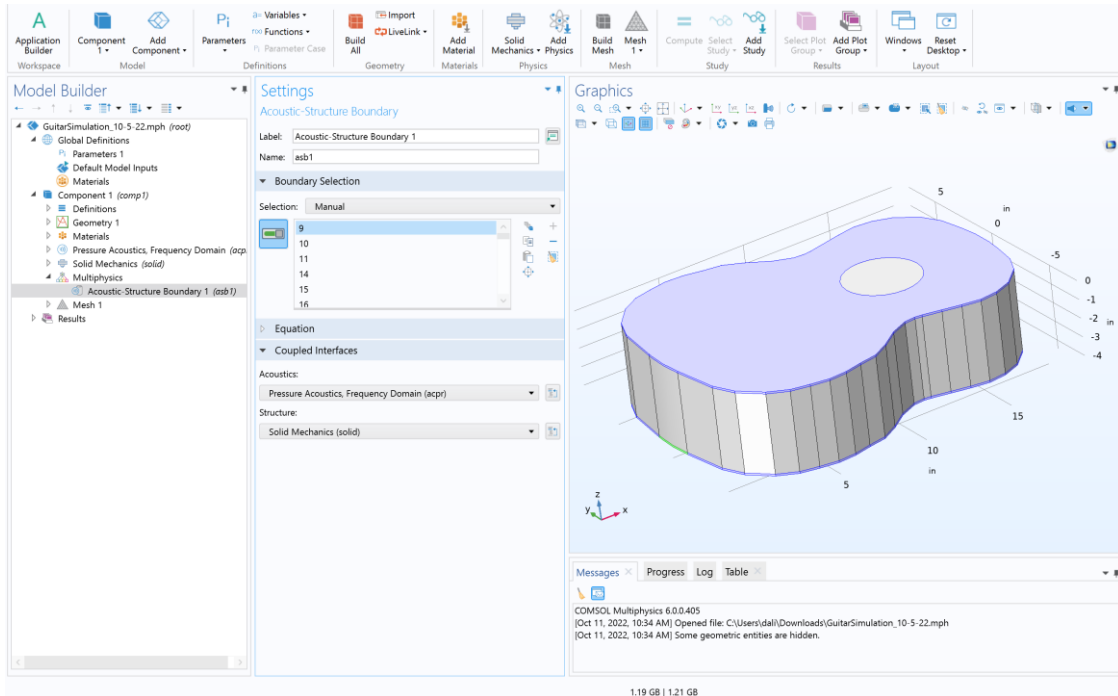 Application Builder
Component 1
Add Component
Parameters
a= Variables
f(x) Functions
Pi Parameter Case
Build All
Import
LiveLink
Add Material
Solid Mechanics
Add Physics
Build Mesh
Mesh 1
Compute
Select Study
Add Study
Select Plot Group
Add Plot Group
Windows
Reset Desktop
Workspace
Model
Definitions
Geometry
Materials
Physics
Mesh
Study
Results
Layout
Model Builder
GuitarSimulation_10-5-22.mph (root)
Global Definitions
Pi Parameters 1
Default Model Inputs
Materials
Component 1 (comp1)
Definitions
Geometry 1
Materials
Pressure Acoustics, Frequency Domain (acp
Solid Mechanics (solid)
Multiphysics
Acoustic-Structure Boundary 1 (asb1)
Mesh 1
Results
Settings
Acoustic-Structure Boundary
Label: Acoustic-Structure Boundary 1
Name: asb1
Boundary Selection
Selection: Manual
9
10
11
14
15
16
Equation
Coupled Interfaces
Acoustics:
Pressure Acoustics, Frequency Domain (acpr)
Structure:
Solid Mechanics (solid)
Graphics
5
in
0
-5
0
-1
-2
in
-3
-4
15
10
in
5
z
y
x
Messages
Progress
Log
Table
COMSOL Multiphysics 6.0.0.405
[Oct 11, 2022, 10:34 AM] Opened file: C:\Users\dali\Downloads\GuitarSimulation_10-5-22.mph
[Oct 11, 2022, 10:34 AM] Some geometric entities are hidden.
1.19 GB | 1.21 GB